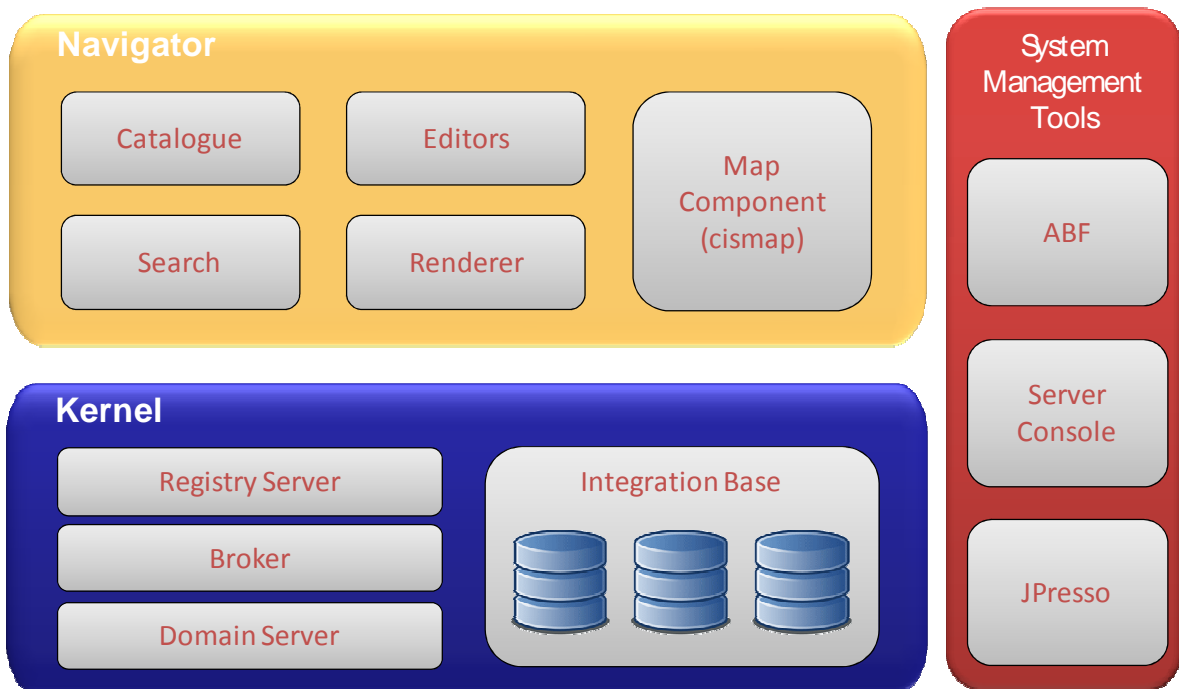 Navigator
Catalogue
Editors
Map
Component
(cismap)
Search
Renderer
Kernel
Registry Server
Broker
Domain Server
Integration Base
System
Management
Tools
ABF
Server
Console
JPresso